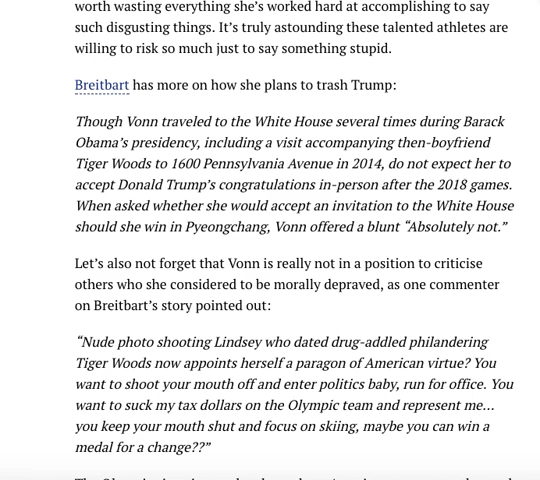 worth wasting everything she’s worked hard at accomplishing to say
such disgusting things. It’s truly astounding these talented athletes are
willing to risk so much just to say something stupid.
Breitbart has more on how she plans to trash Trump:
Though Vonn traveled to the White House several times during Barack
Obama’s presidency, including a visit accompanying then-boyfriend
Tiger Woods to 1600 Pennsylvania Avenue in 2014, do not expect her to
accept Donald Trump’s congratulations in-person after the 2018 games.
When asked whether she would accept an invitation to the White House
should she win in Pyeongchang, Vonn offered a blunt “Absolutely not.”
Let’s also not forget that Vonn is really not in a position to criticise
others who she considered to be morally depraved, as one commenter
on Breitbart’s story pointed out:
“Nude photo shooting Lindsey who dated drug-addled philandering
Tiger Woods now appoints herself a paragon of American virtue? You
want to shoot your mouth off and enter politics baby, run for office. You
want to suck my tax dollars on the Olympic team and represent me…
you keep your mouth shut and focus on skiing, maybe you can win a
medal for a change??”